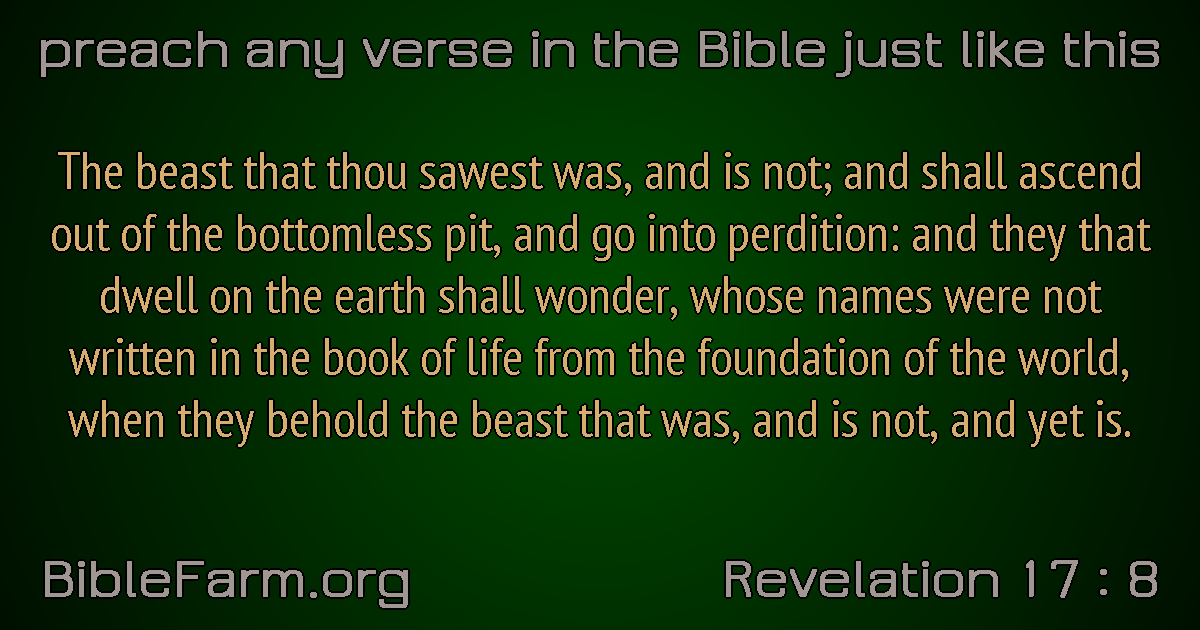 preach any verse in the Bible just like this
The beast that thou sawest was, and is not; and shall ascend
out of the bottomless pit, and go into perdition: and they that
dwell on the earth shall wonder, whose names were not
written in the book of life from the foundation of the world,
when they behold the beast that was, and is not, and yet is.
BibleFarm.org
Revelation 17 : 8